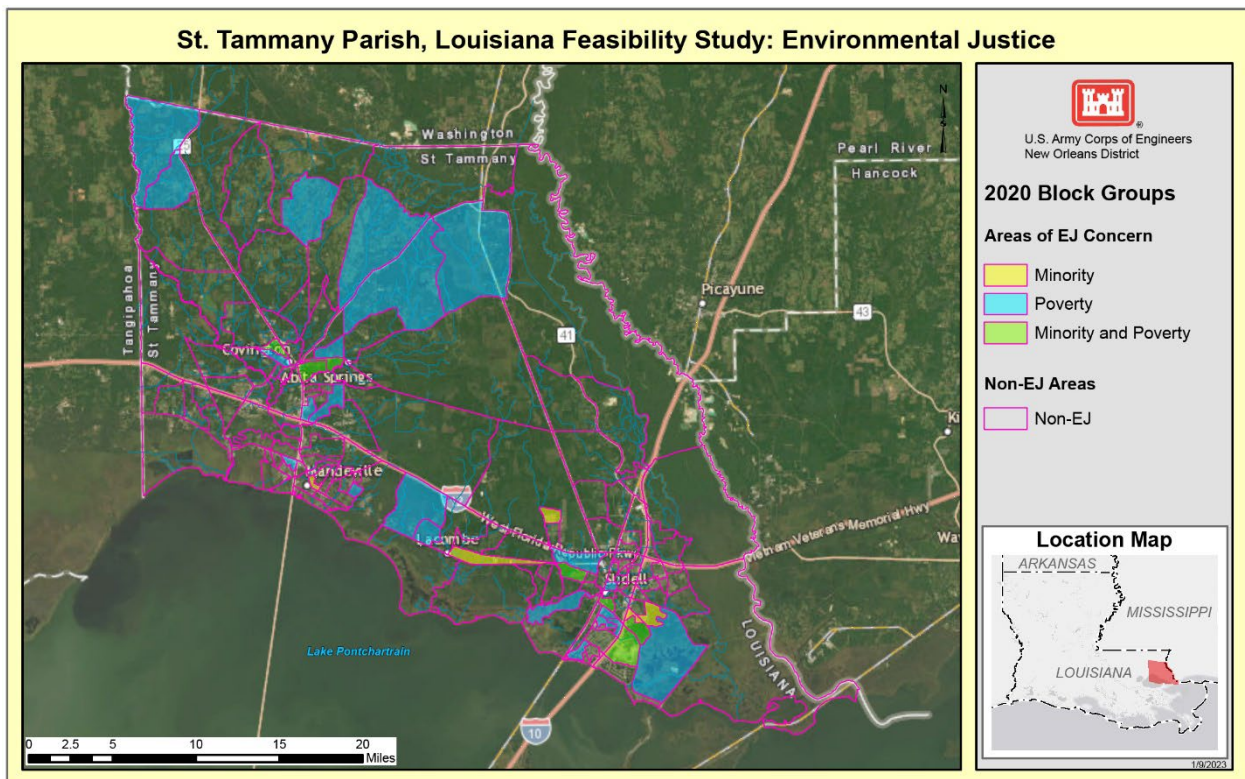 St. Tammany Parish, Louisiana Feasibility Study: Environmental Justice
N
Washington
St Tammany
Pearl River
Hancock
Tangipahoa
St Tammany
Picayune
43
41
Covington
Abita Springs
Mandeville
12
West Florida Republic Pkwy
Lacombe
Vietnam Veterans Memorial Hwy
Slidell
LOUISIANA
Lake Pontchartrain
10
0 2.5 5 10 15 20
Miles
U.S. Army Corps of Engineers
New Orleans District
®
2020 Block Groups
Areas of EJ Concern
Minority
Poverty
Minority and Poverty
Non-EJ Areas
Non-EJ
Location Map
ARKANSAS
MISSISSIPPI
LOUISIANA
1/9/2023